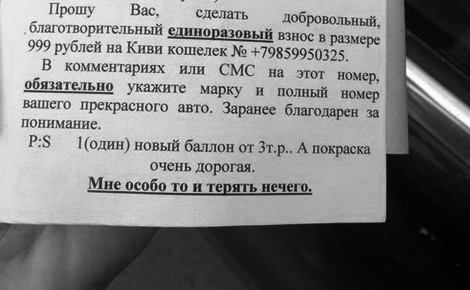 Прошу Вас, сделать добровольный,
благотворительный единоразовый взнос в размере
999 рублей на Киви кошелек № +79859950325.
В комментариях или СМС на этот номер,
обязательно укажите марку и полный номер
вашего прекрасного авто. Заранее благодарен за
понимание.
P:S 1(один) новый баллон от 3т.р.. А покраска
очень дорогая.
Мне особо то и терять нечего.